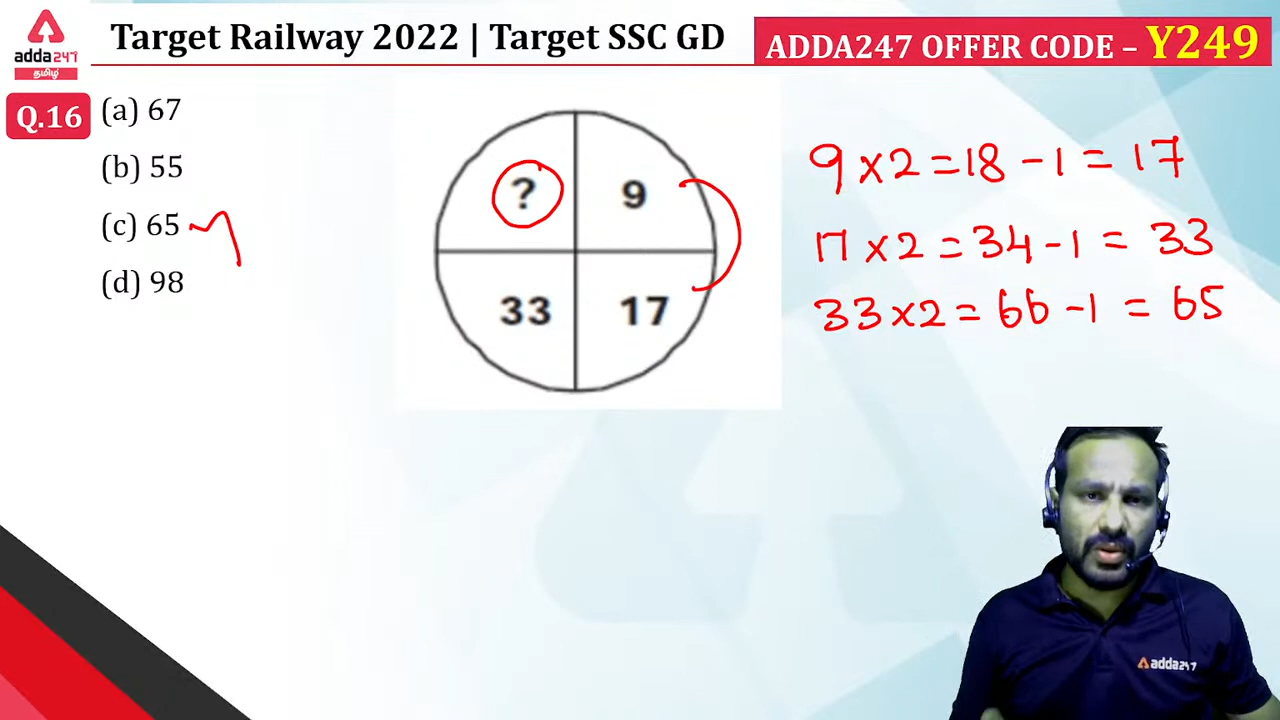 adda247
தமிழ்
Target Railway 2022 | Target SSC GD
ADDA247 OFFER CODE – Y249
Q.16
(a) 67
(b) 55
(c) 65
(d) 98
? 9
33 17
9 × 2 = 18 - 1 = 17
17 × 2 = 34 - 1 = 33
33 × 2 = 66 - 1 = 65
adda247